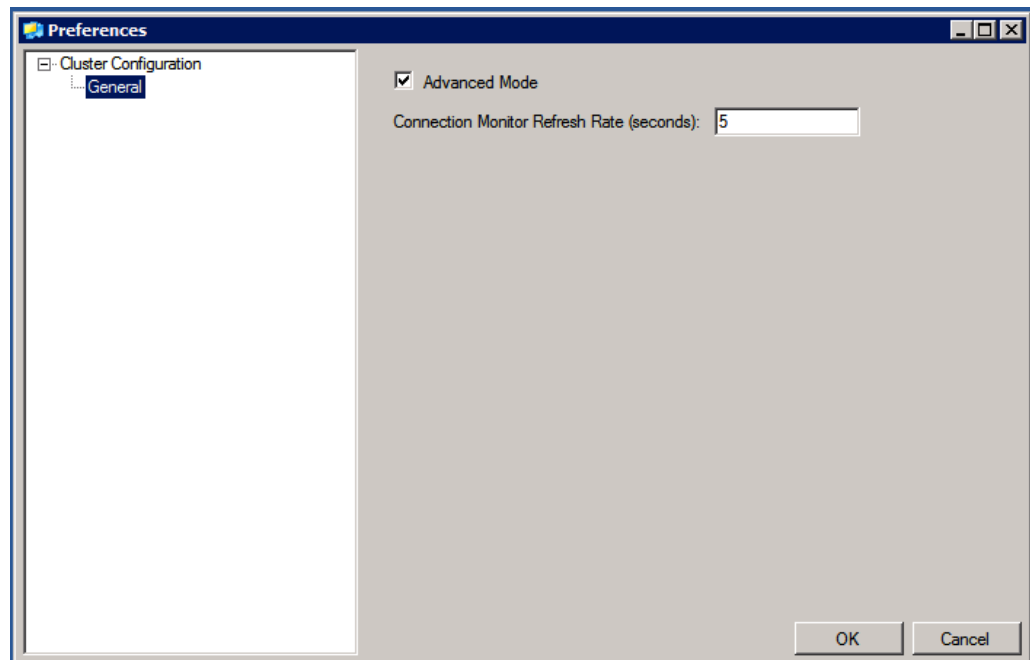 Preferences
Cluster Configuration
General
Advanced Mode
Connection Monitor Refresh Rate (seconds): 5
OK Cancel